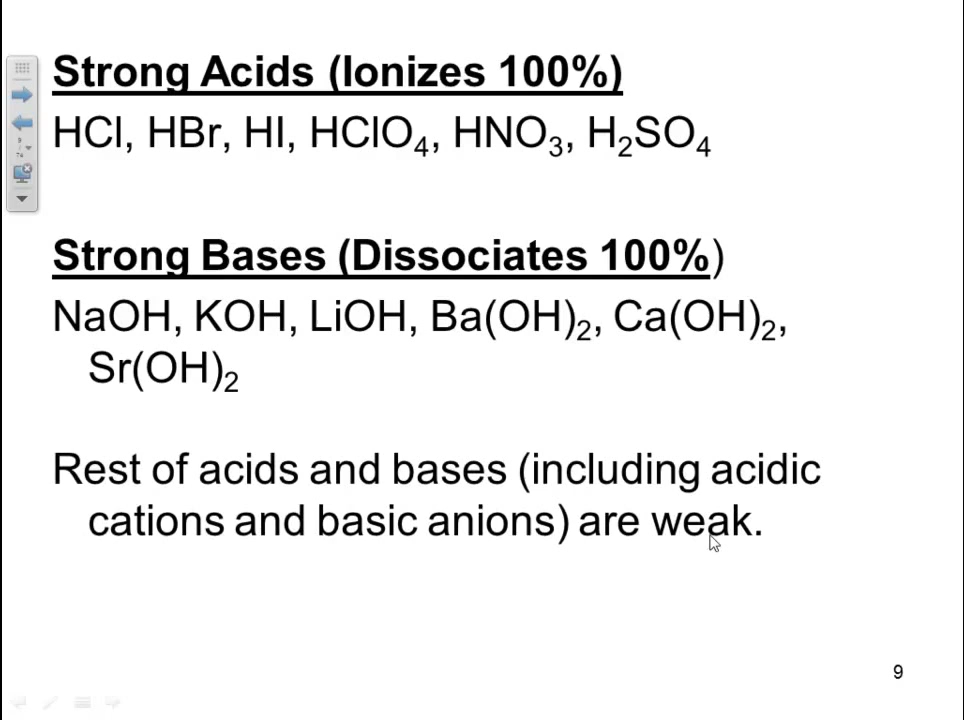 Strong Acids (Ionizes 100%)
HCl, HBr, HI, HClO₄, HNO₃, H₂SO₄
Strong Bases (Dissociates 100%)
NaOH, KOH, LiOH, Ba(OH)₂, Ca(OH)₂,
Sr(OH)₂
Rest of acids and bases (including acidic
cations and basic anions) are weak.
9